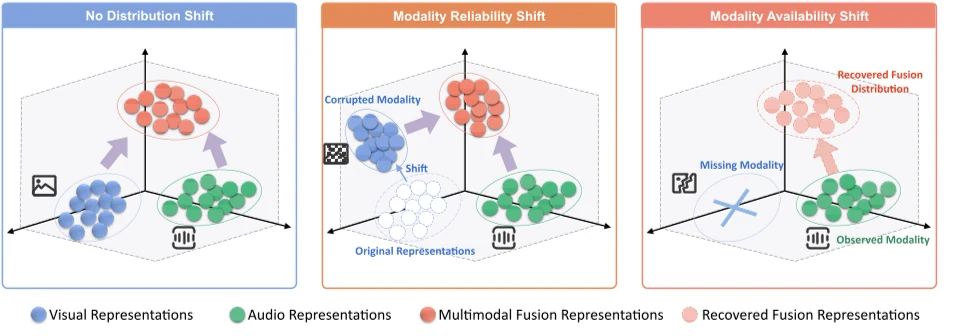 No Distribution Shift
Modality Reliability Shift
Modality Availability Shift
Corrupted Modality
Shift
Original Representations
Recovered Fusion
Distribution
Missing Modality
Observed Modality
Visual Representations
Audio Representations
Multimodal Fusion Representations
Recovered Fusion Representations